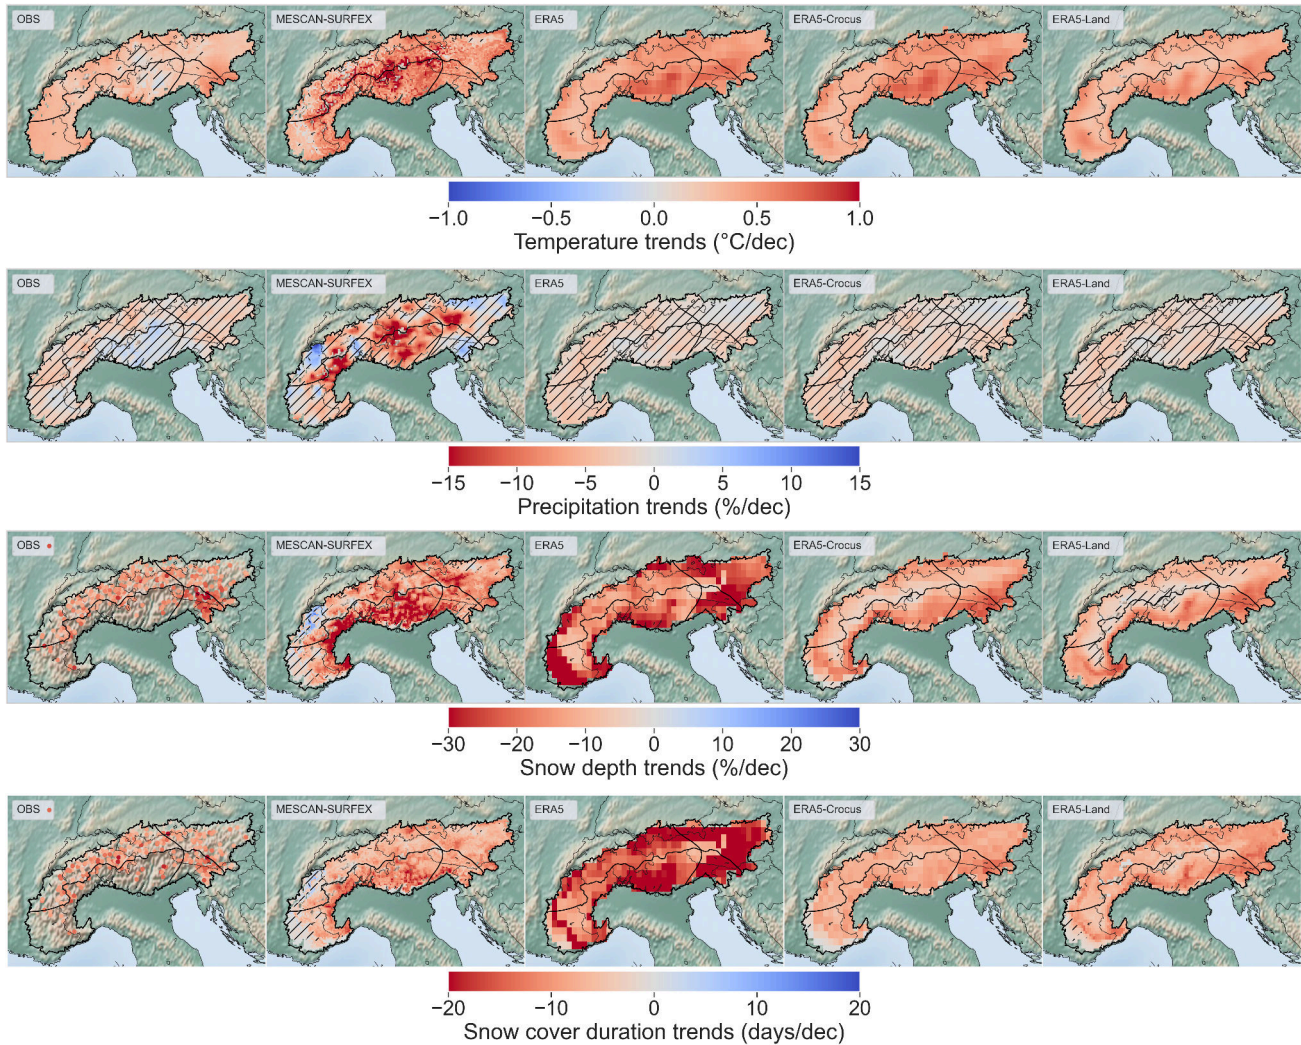 OBS MESCAN-SURFEX ERA5 ERA5-Crocus ERA5-Land
−1.0 −0.5 0.0 0.5 1.0
Temperature trends (°C/dec)
OBS MESCAN-SURFEX ERA5 ERA5-Crocus ERA5-Land
−15 −10 −5 0 5 10 15
Precipitation trends (%/dec)
OBS MESCAN-SURFEX ERA5 ERA5-Crocus ERA5-Land
−30 −20 −10 0 10 20 30
Snow depth trends (%/dec)
OBS MESCAN-SURFEX ERA5 ERA5-Crocus ERA5-Land
−20 −10 0 10 20
Snow cover duration trends (days/dec)